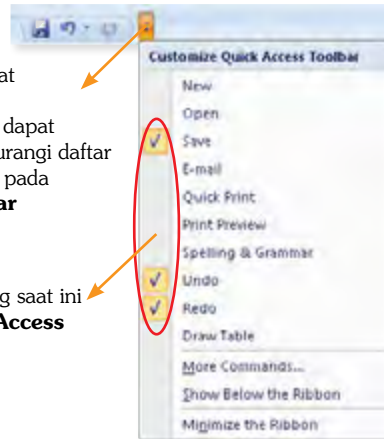 at
dapat
urangi daftar
pada
ar
g saat ini
Access
Customize Quick Access Toolbar
New
Open
Save
E-mail
Quick Print
Print Preview
Spelling & Grammar
Undo
Redo
Draw Table
More Commands...
Show Below the Ribbon
Minimize the Ribbon